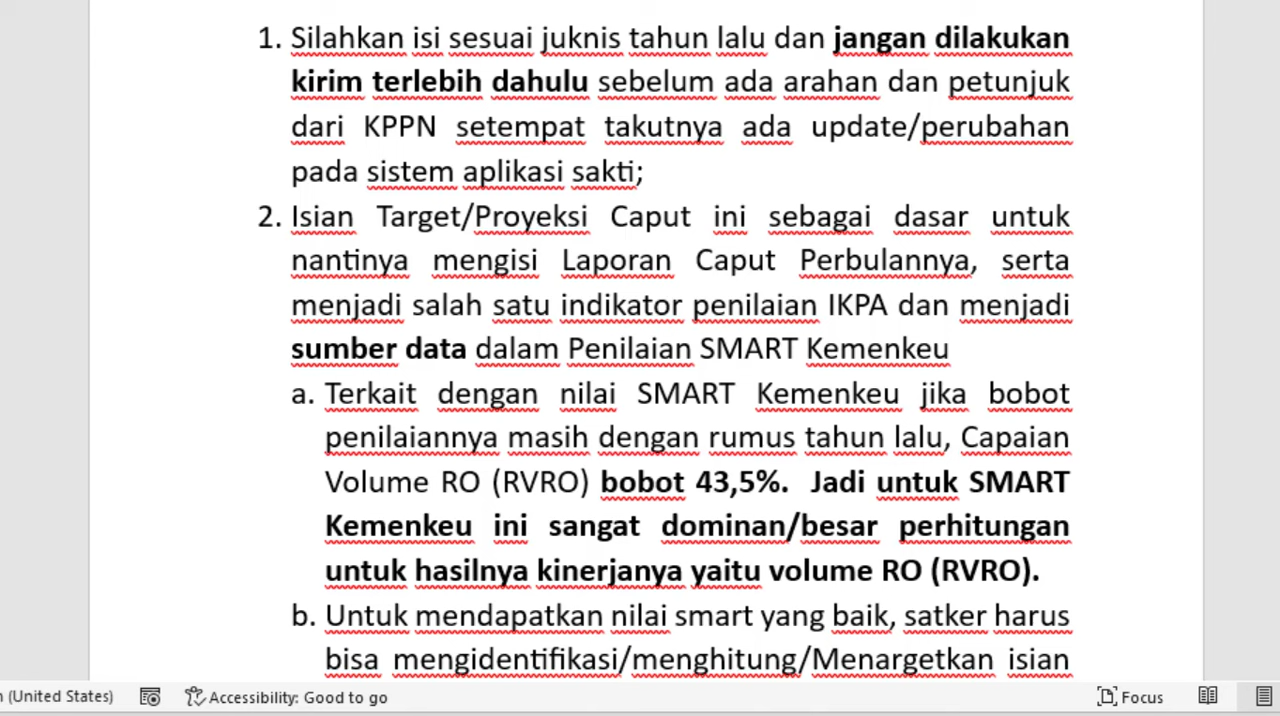 1. Silahkan isi sesuai juknis tahun lalu dan jangan dilakukan
kirim terlebih dahulu sebelum ada arahan dan petunjuk
dari KPPN setempat takutnya ada update/perubahan
pada sistem aplikasi sakti;
2. Isian Target/Proyeksi Caput ini sebagai dasar untuk
nantinya mengisi Laporan Caput Perbulannya, serta
menjadi salah satu indikator penilaian IKPA dan menjadi
sumber data dalam Penilaian SMART Kemenkeu
a. Terkait dengan nilai SMART Kemenkeu jika bobot
penilaiannya masih dengan rumus tahun lalu, Capaian
Volume RO (RVRO) bobot 43,5%. Jadi untuk SMART
Kemenkeu ini sangat dominan/besar perhitungan
untuk hasilnya kinerjanya yaitu volume RO (RVRO).
b. Untuk mendapatkan nilai smart yang baik, satker harus
bisa mengidentifikasi/menghitung/Menargetkan isian
(United States) Accessibility: Good to go Focus